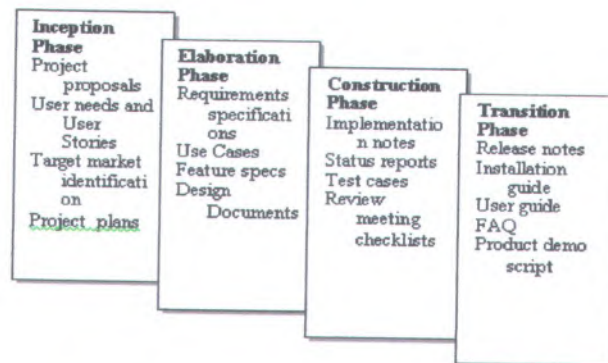 Inception
Phase
Project
proposals
User needs and
User
Stories
Target market
identificati
on
Project plans
Elaboration
Phase
Requirements
specificati
ons
Use Cases
Feature specs
Design
Documents
Construction
Phase
Implementatio
n notes
Status reports
Test cases
Review
meeting
checklists
Transition
Phase
Release notes
Installation
guide
User guide
FAQ
Product demo
script